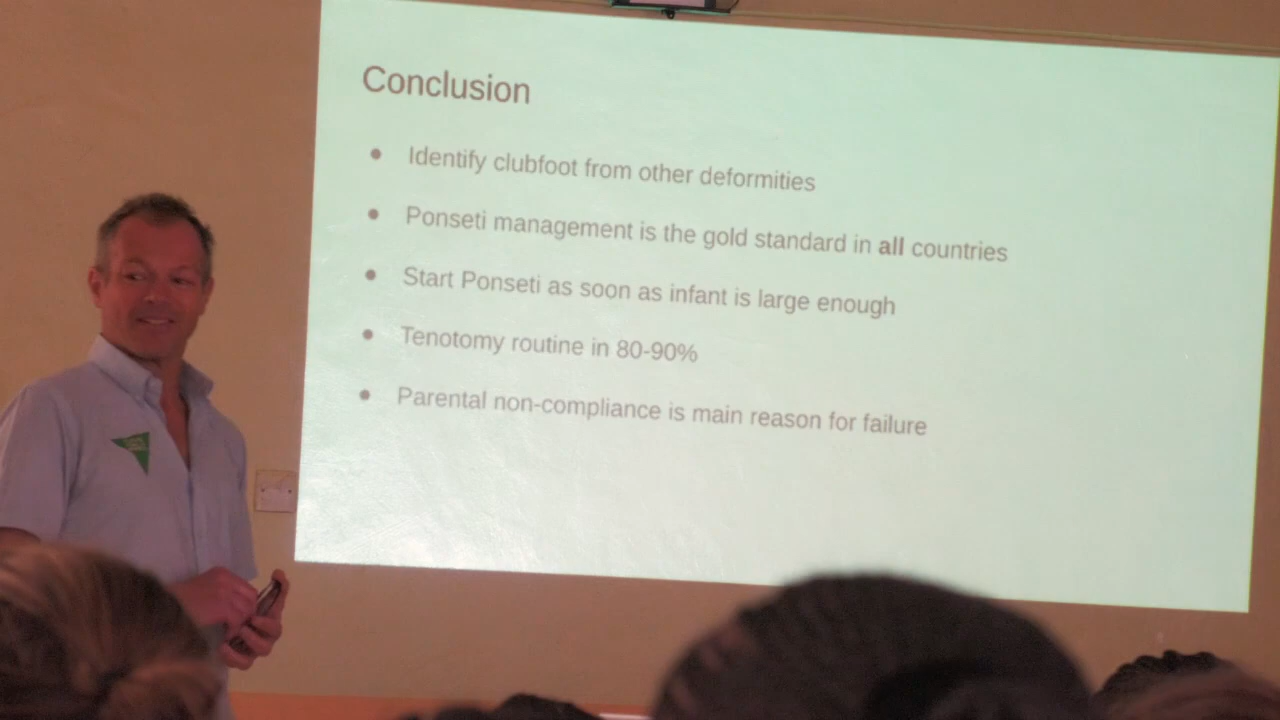 Conclusion
● Identify clubfoot from other deformities
● Ponseti management is the gold standard in all countries
● Start Ponseti as soon as infant is large enough
● Tenotomy routine in 80-90%
● Parental non-compliance is main reason for failure